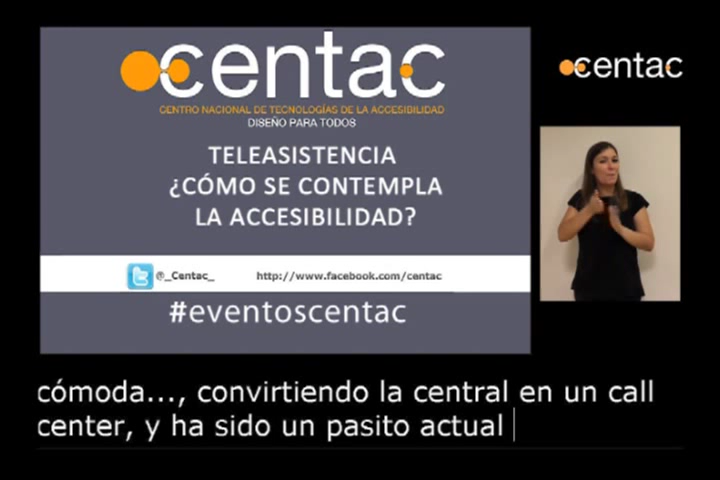 centac
CENTRO NACIONAL DE TECNOLOGÍAS DE LA ACCESIBILIDAD
DISEÑO PARA TODOS
TELEASISTENCIA
¿CÓMO SE CONTEMPLA
LA ACCESIBILIDAD?
@_Centac_ http://www.facebook.com/centac
#eventoscentac
centac
cómoda..., convirtiendo la central en un call
center, y ha sido un pasito actual